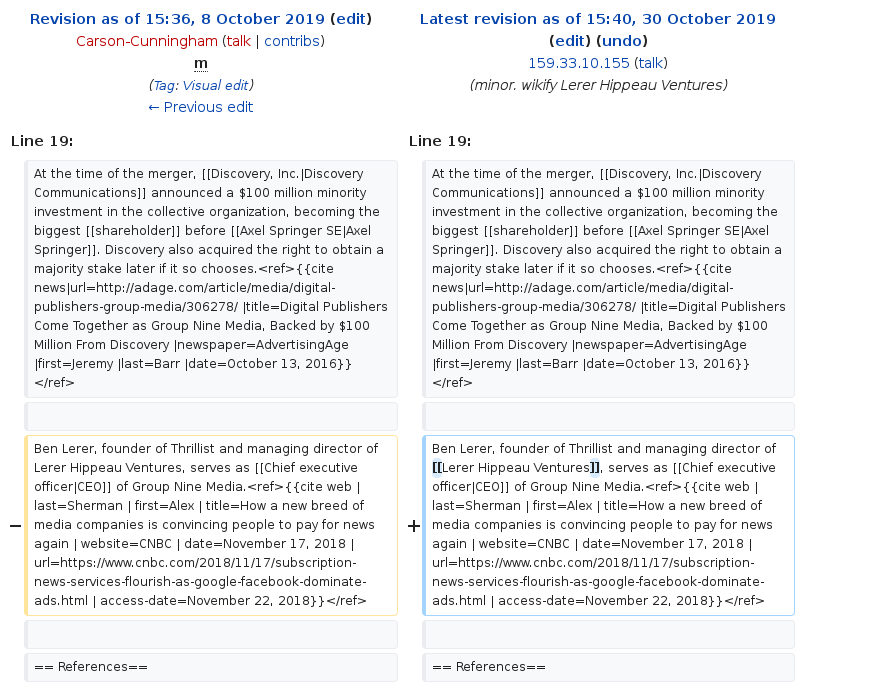 Revision as of 15:36, 8 October 2019 (edit)
Carson-Cunningham (talk | contribs)
m
(Tag: Visual edit)
← Previous edit
Latest revision as of 15:40, 30 October 2019
(edit) (undo)
159.33.10.155 (talk)
(minor. wikify Lerer Hippeau Ventures)
Line 19:
Line 19:
At the time of the merger, [[Discovery, Inc.|Discovery
Communications]] announced a $100 million minority
investment in the collective organization, becoming the
biggest [[shareholder]] before [[Axel Springer SE|Axel
Springer]]. Discovery also acquired the right to obtain a
majority stake later if it so chooses.<ref>{{cite
news|url=http://adage.com/article/media/digital-
publishers-group-media/306278/ |title=Digital Publishers
Come Together as Group Nine Media, Backed by $100
Million From Discovery |newspaper=AdvertisingAge
|first=Jeremy |last=Barr |date=October 13, 2016}}
</ref>
At the time of the merger, [[Discovery, Inc.|Discovery
Communications]] announced a $100 million minority
investment in the collective organization, becoming the
biggest [[shareholder]] before [[Axel Springer SE|Axel
Springer]]. Discovery also acquired the right to obtain a
majority stake later if it so chooses.<ref>{{cite
news|url=http://adage.com/article/media/digital-
publishers-group-media/306278/ |title=Digital Publishers
Come Together as Group Nine Media, Backed by $100
Million From Discovery |newspaper=AdvertisingAge
|first=Jeremy |last=Barr |date=October 13, 2016}}
</ref>
−
Ben Lerer, founder of Thrillist and managing director of
Lerer Hippeau Ventures, serves as [[Chief executive
officer|CEO]] of Group Nine Media.<ref>{{cite web |
last=Sherman | first=Alex | title=How a new breed of
media companies is convincing people to pay for news
again | website=CNBC | date=November 17, 2018 |
url=https://www.cnbc.com/2018/11/17/subscription-
news-services-flourish-as-google-facebook-dominate-
ads.html | access-date=November 22, 2018}}</ref>
+
Ben Lerer, founder of Thrillist and managing director of
[[Lerer Hippeau Ventures]], serves as [[Chief executive
officer|CEO]] of Group Nine Media.<ref>{{cite web |
last=Sherman | first=Alex | title=How a new breed of
media companies is convincing people to pay for news
again | website=CNBC | date=November 17, 2018 |
url=https://www.cnbc.com/2018/11/17/subscription-
news-services-flourish-as-google-facebook-dominate-
ads.html | access-date=November 22, 2018}}</ref>
== References==
== References==